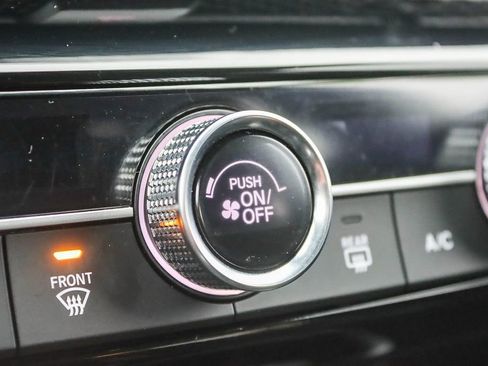 PUSH
ON/
OFF
FRONT
REAR
A/C